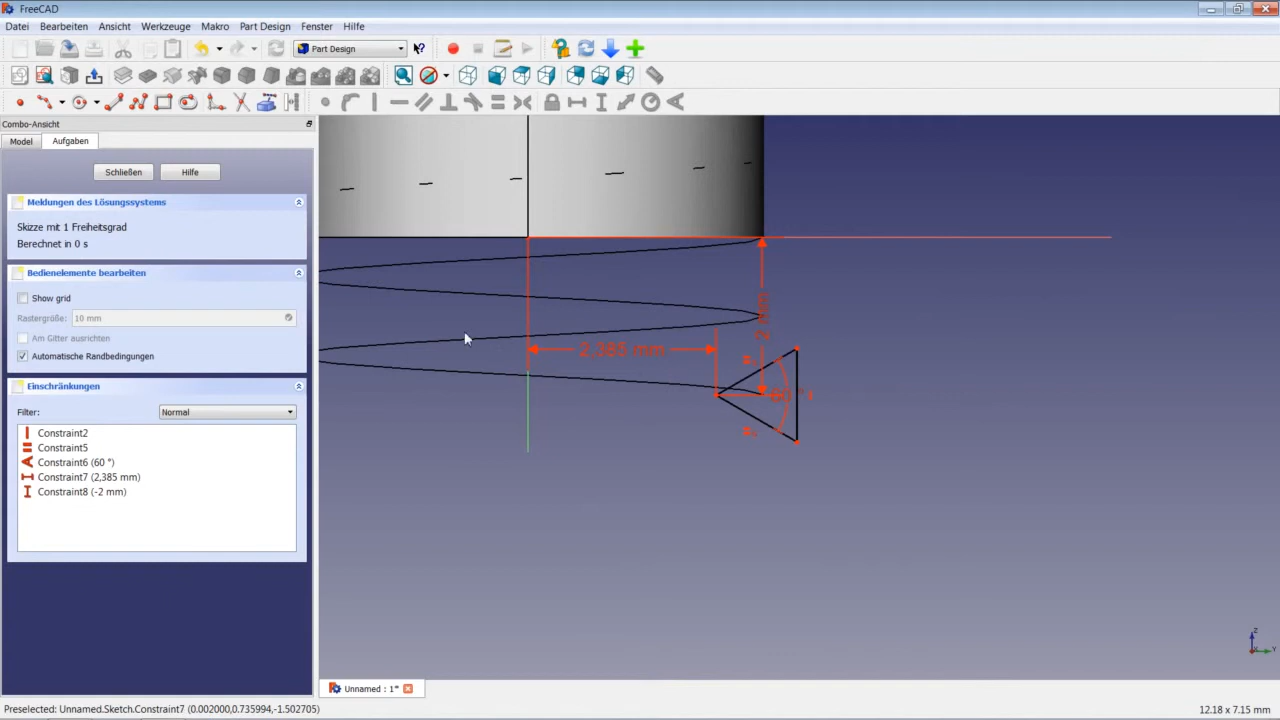 FreeCAD
Datei Bearbeiten Ansicht Werkzeuge Makro Part Design Fenster Hilfe
Part Design
Combo-Ansicht
Model Aufgaben
Schließen Hilfe
Meldungen des Lösungssystems
Skizze mit 1 Freiheitsgrad
Berechnet in 0 s
Bedienelemente bearbeiten
Show grid
Rastergröße: 10 mm
Am Gitter ausrichten
Automatische Randbedingungen
Einschränkungen
Filter: Normal
Constraint2
Constraint5
Constraint6 (60 °)
Constraint7 (2,385 mm)
Constraint8 (-2 mm)
2,385 mm
60 °
Z
Y
Unnamed : 1*
Preselected: Unnamed.Sketch.Constraint7 (0.002000,0.735994,-1.502705)
12.18 x 7.15 mm